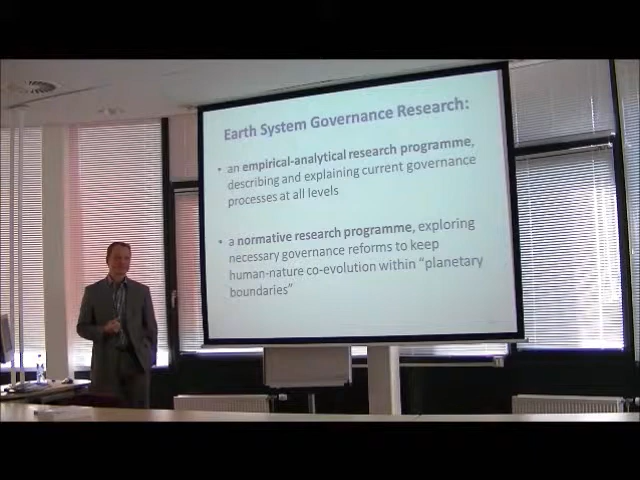 Earth System Governance Research:
• an empirical-analytical research programme,
describing and explaining current governance
processes at all levels
• a normative research programme, exploring
necessary governance reforms to keep
human-nature co-evolution within “planetary
boundaries”